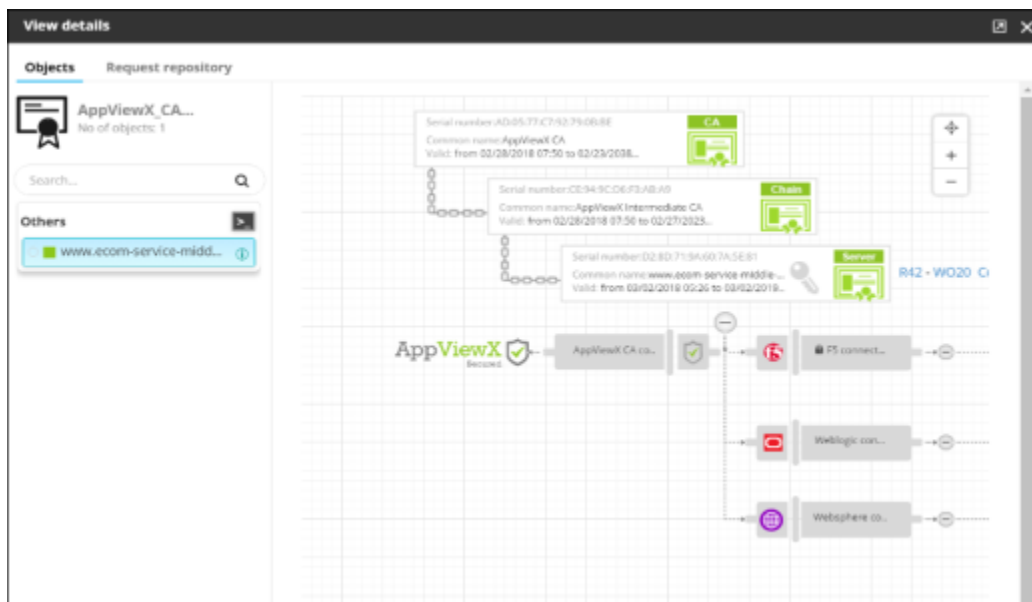 View details
Objects Request repository
AppViewX_CA...
No of objects: 1
Search...
Others
www.ecom-service-midd...
Serial number:AD:05:77:C7:92:79:0B:BE
CA
Common name:AppViewX CA
Valid: from 02/28/2018 07:50 to 02/23/2038...
Serial number:CE:94:9C:D6:F3:AB:A9
Chain
Common name:AppViewX Intermediate CA
Valid: from 02/28/2018 07:50 to 02/27/2023...
Serial number:D2:8D:71:9A:60:7A:5E:81
Server
Common name:www.ecom-service-middle-...
Valid: from 03/02/2018 05:26 to 03/02/2019...
R42 - WO20
AppViewX
Secured
AppViewX CA co...
F5 connect...
Weblogic con...
Websphere co...